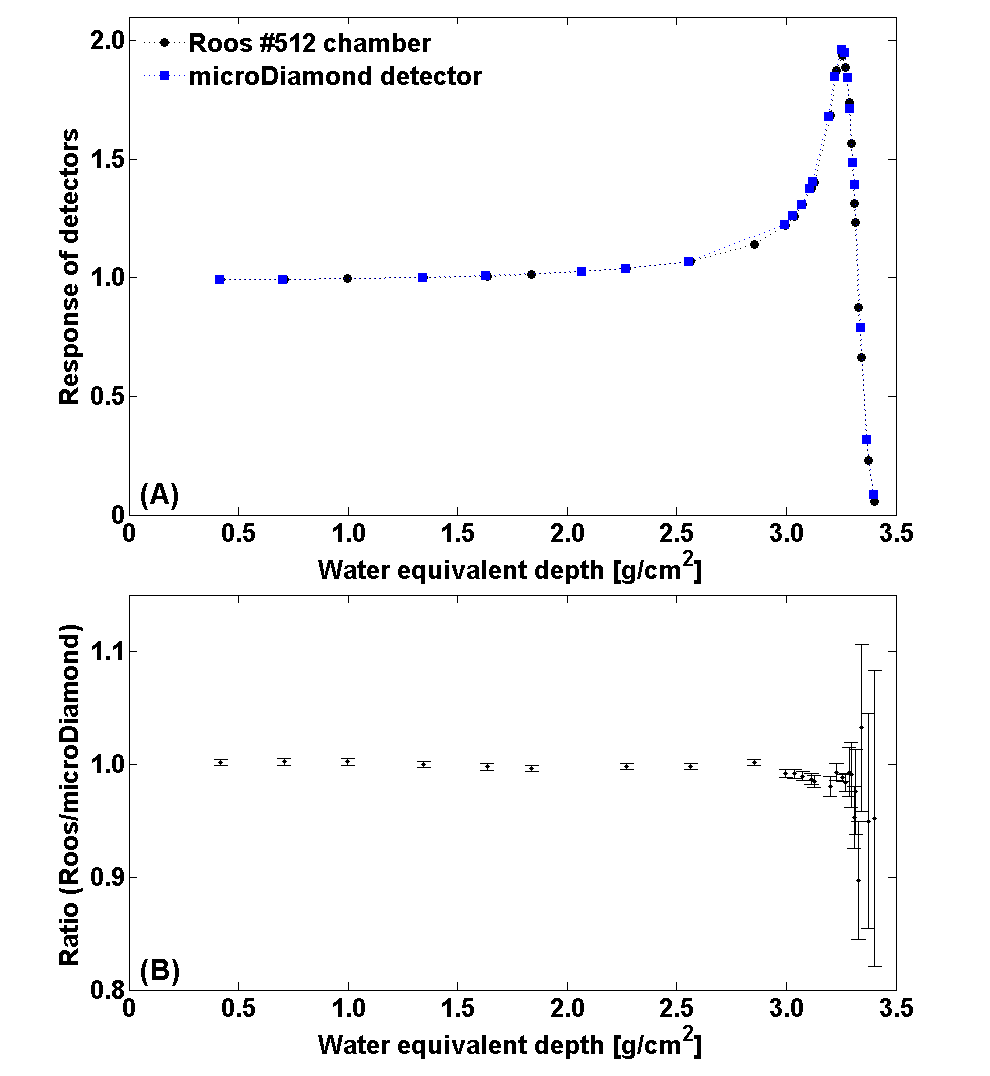 2.0
Roos #512 chamber
microDiamond detector
1.5
Response of detectors
1.0
0.5
(A)
0
0 0.5 1.0 1.5 2.0 2.5 3.0 3.5
Water equivalent depth [g/cm²]
1.1
Ratio (Roos/microDiamond)
1.0
0.9
(B)
0.8
0 0.5 1.0 1.5 2.0 2.5 3.0 3.5
Water equivalent depth [g/cm²]